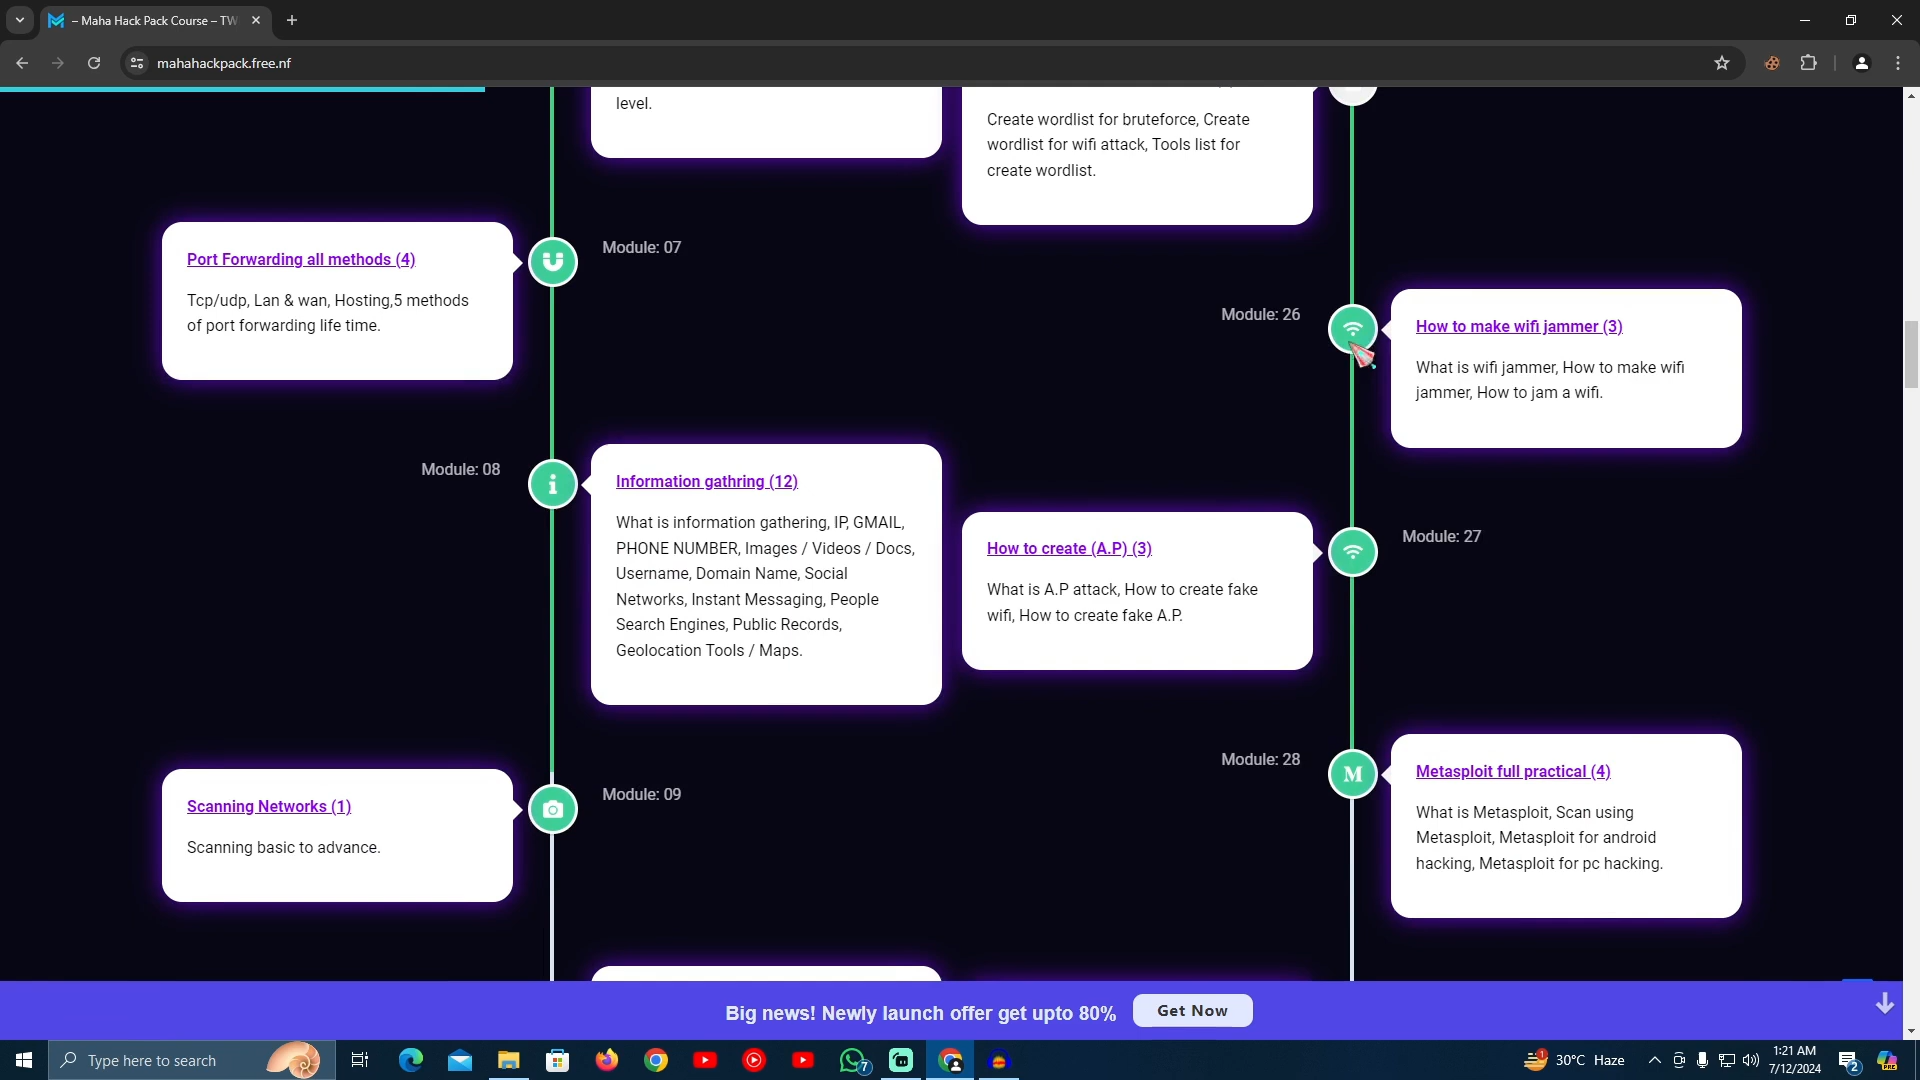 – Maha Hack Pack Course – TW
mahahackpack.free.nf
level.
Create wordlist for bruteforce, Create
wordlist for wifi attack, Tools list for
create wordlist.
Port Forwarding all methods (4)
Tcp/udp, Lan & wan, Hosting,5 methods
of port forwarding life time.
Module: 07
Module: 26
How to make wifi jammer (3)
What is wifi jammer, How to make wifi
jammer, How to jam a wifi.
Module: 08
Information gathring (12)
What is information gathering, IP, GMAIL,
PHONE NUMBER, Images / Videos / Docs,
Username, Domain Name, Social
Networks, Instant Messaging, People
Search Engines, Public Records,
Geolocation Tools / Maps.
How to create (A.P) (3)
What is A.P attack, How to create fake
wifi, How to create fake A.P.
Module: 27
Scanning Networks (1)
Scanning basic to advance.
Module: 09
Module: 28
M
Metasploit full practical (4)
What is Metasploit, Scan using
Metasploit, Metasploit for android
hacking, Metasploit for pc hacking.
Big news! Newly launch offer get upto 80%
Get Now
Type here to search
7
1
30°C Haze
1:21 AM
7/12/2024
2
PRE